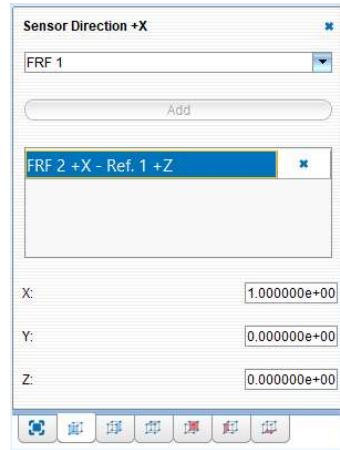 Sensor Direction +X
FRF 1
Add
FRF 2 +X - Ref. 1 +Z
X: 1.000000e+00
Y: 0.000000e+00
Z: 0.000000e+00